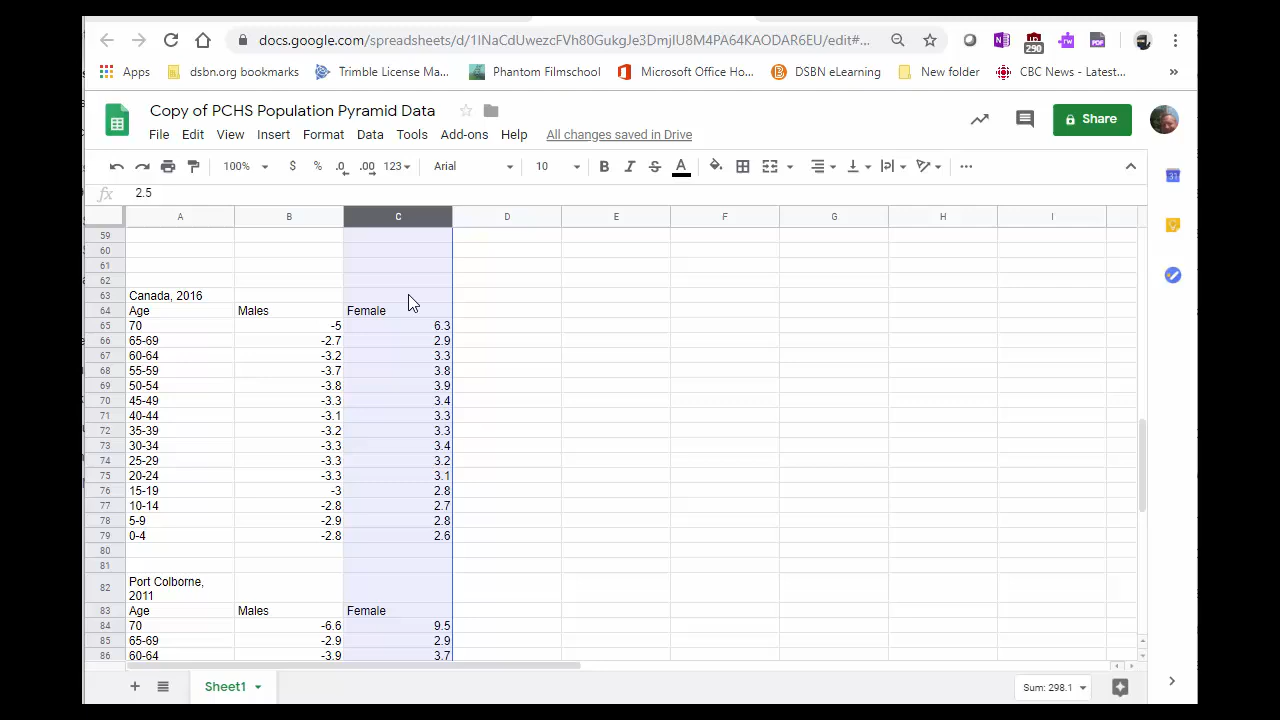 docs.google.com/spreadsheets/d/1INJaCdUwezcFVh80GukgJe3DmjIU8M4PA64KAODAR6EU/edit#...
290
PDF
Apps dsbn.org bookmarks Trimble License Ma... Phantom Filmschool Microsoft Office Ho... DSBN eLearning New folder CBC News - Latest... »
Copy of PCHS Population Pyramid Data
Share
File Edit View Insert Format Data Tools Add-ons Help All changes saved in Drive
100% $ % .0 .00 123 Arial 10 B I S A
fx 2.5
A B C D E F G H I
59
60
61
62
63 Canada, 2016
64 Age Males Female
65 70 -5 6.3
66 65-69 -2.7 2.9
67 60-64 -3.2 3.3
68 55-59 -3.7 3.8
69 50-54 -3.8 3.9
70 45-49 -3.3 3.4
71 40-44 -3.1 3.3
72 35-39 -3.2 3.3
73 30-34 -3.3 3.4
74 25-29 -3.3 3.2
75 20-24 -3.3 3.1
76 15-19 -3 2.8
77 10-14 -2.8 2.7
78 5-9 -2.9 2.8
79 0-4 -2.8 2.6
80
81
82 Port Colborne,
2011
83 Age Males Female
84 70 -6.6 9.5
85 65-69 -2.9 2.9
86 60-64 -3.9 3.7
Sheet1 Sum: 298.1